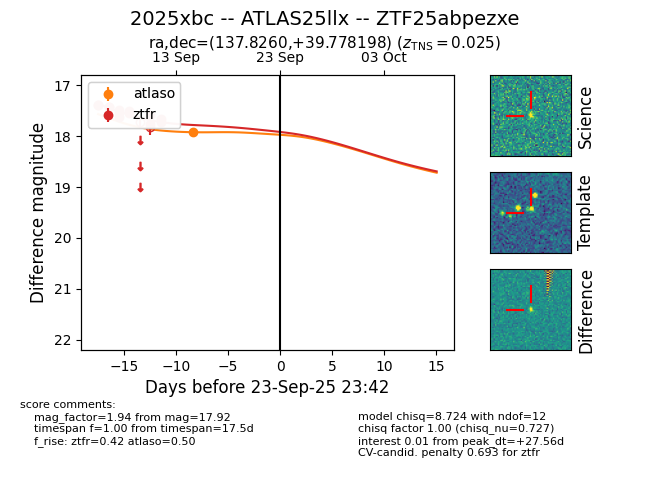 2025xbc -- ATLAS25llx -- ZTF25abpezxe
ra,dec=(137.8260,+39.778198) (z_TNS = 0.025)
13 Sep 23 Sep 03 Oct
atlaso
ztfr
17
18
19
20
21
22
Difference magnitude
−15 −10 −5 0 5 10 15
Days before 23-Sep-25 23:42
Science
Template
Difference
score comments:
mag_factor=1.94 from mag=17.92
timespan f=1.00 from timespan=17.5d
f_rise: ztfr=0.42 atlaso=0.50
model chisq=8.724 with ndof=12
chisq factor 1.00 (chisq_nu=0.727)
interest 0.01 from peak_dt=+27.56d
CV-candid. penalty 0.693 for ztfr